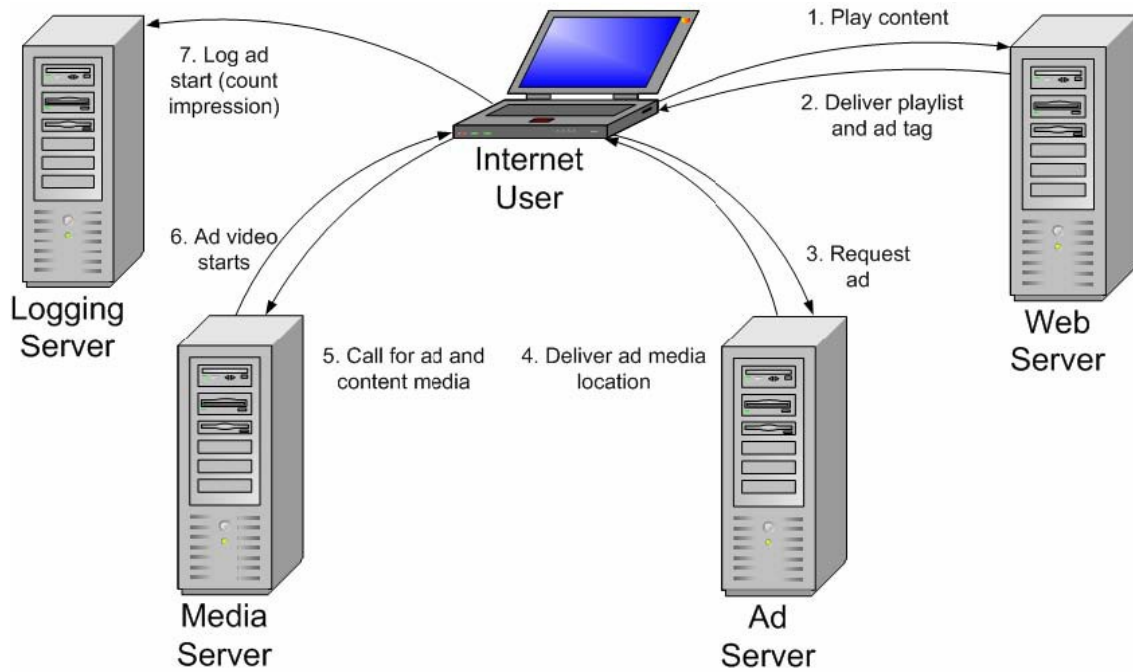 1. Play content
2. Deliver playlist
and ad tag
3. Request
ad
4. Deliver ad media
location
5. Call for ad and
content media
6. Ad video
starts
7. Log ad
start (count
impression)
Internet
User
Web
Server
Ad
Server
Media
Server
Logging
Server